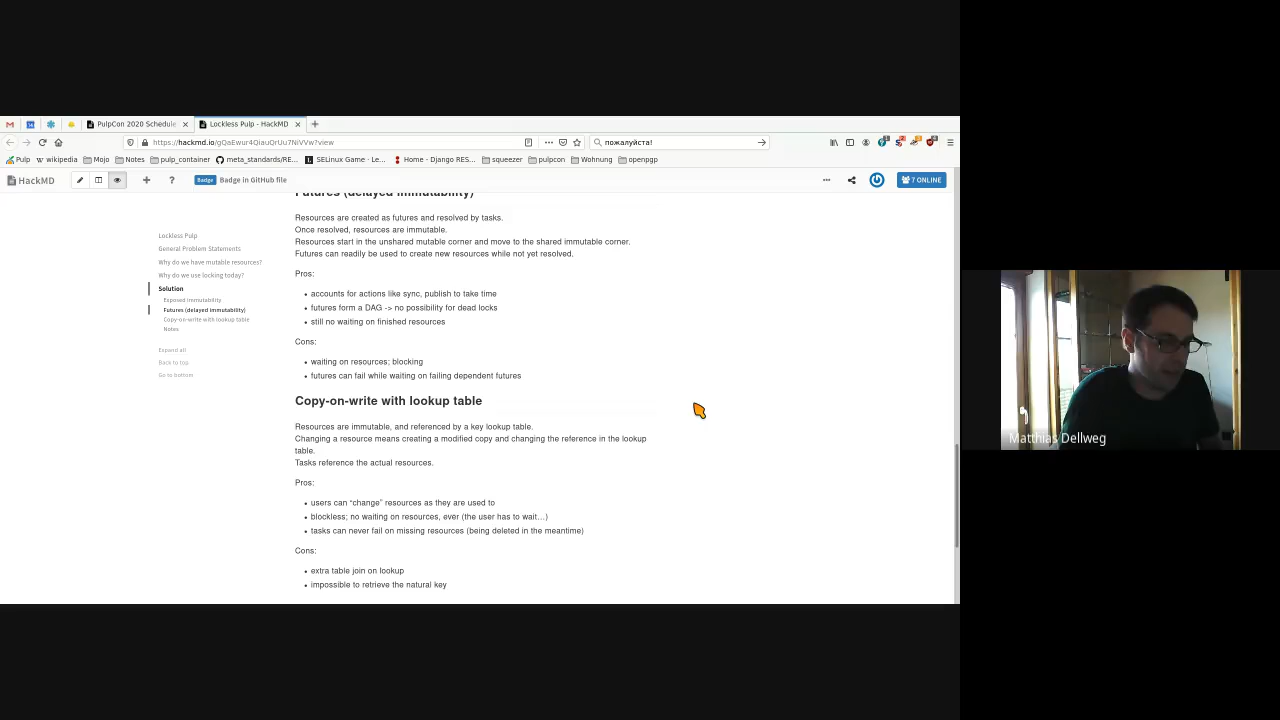 PulpCon 2020 Schedule
Lockless Pulp - HackMD
https://hackmd.io/gQaEwur4QiauQrUu7NiVVw?view
пожалуйста!
Pulp
wikipedia
Mojo
Notes
pulp_container
meta_standards/RE…
SELinux Game - Le…
Home - Django RES…
squeezer
pulpcon
Wohnung
openpgp
HackMD
Badge
Badge in GitHub file
7 ONLINE
Lockless Pulp
General Problem Statements
Why do we have mutable resources?
Why do we use locking today?
Solution
Exposed immutability
Futures (delayed immutability)
Copy-on-write with lookup table
Notes
Expand all
Back to top
Go to bottom
Futures (delayed immutability)
Resources are created as futures and resolved by tasks.
Once resolved, resources are immutable.
Resources start in the unshared mutable corner and move to the shared immutable corner.
Futures can readily be used to create new resources while not yet resolved.
Pros:
• accounts for actions like sync, publish to take time
• futures form a DAG -> no possibility for dead locks
• still no waiting on finished resources
Cons:
• waiting on resources; blocking
• futures can fail while waiting on failing dependent futures
Copy-on-write with lookup table
Resources are immutable, and referenced by a key lookup table.
Changing a resource means creating a modified copy and changing the reference in the lookup
table.
Tasks reference the actual resources.
Pros:
• users can “change” resources as they are used to
• blockless; no waiting on resources, ever (the user has to wait…)
• tasks can never fail on missing resources (being deleted in the meantime)
Cons:
• extra table join on lookup
• impossible to retrieve the natural key
Matthias Dellweg